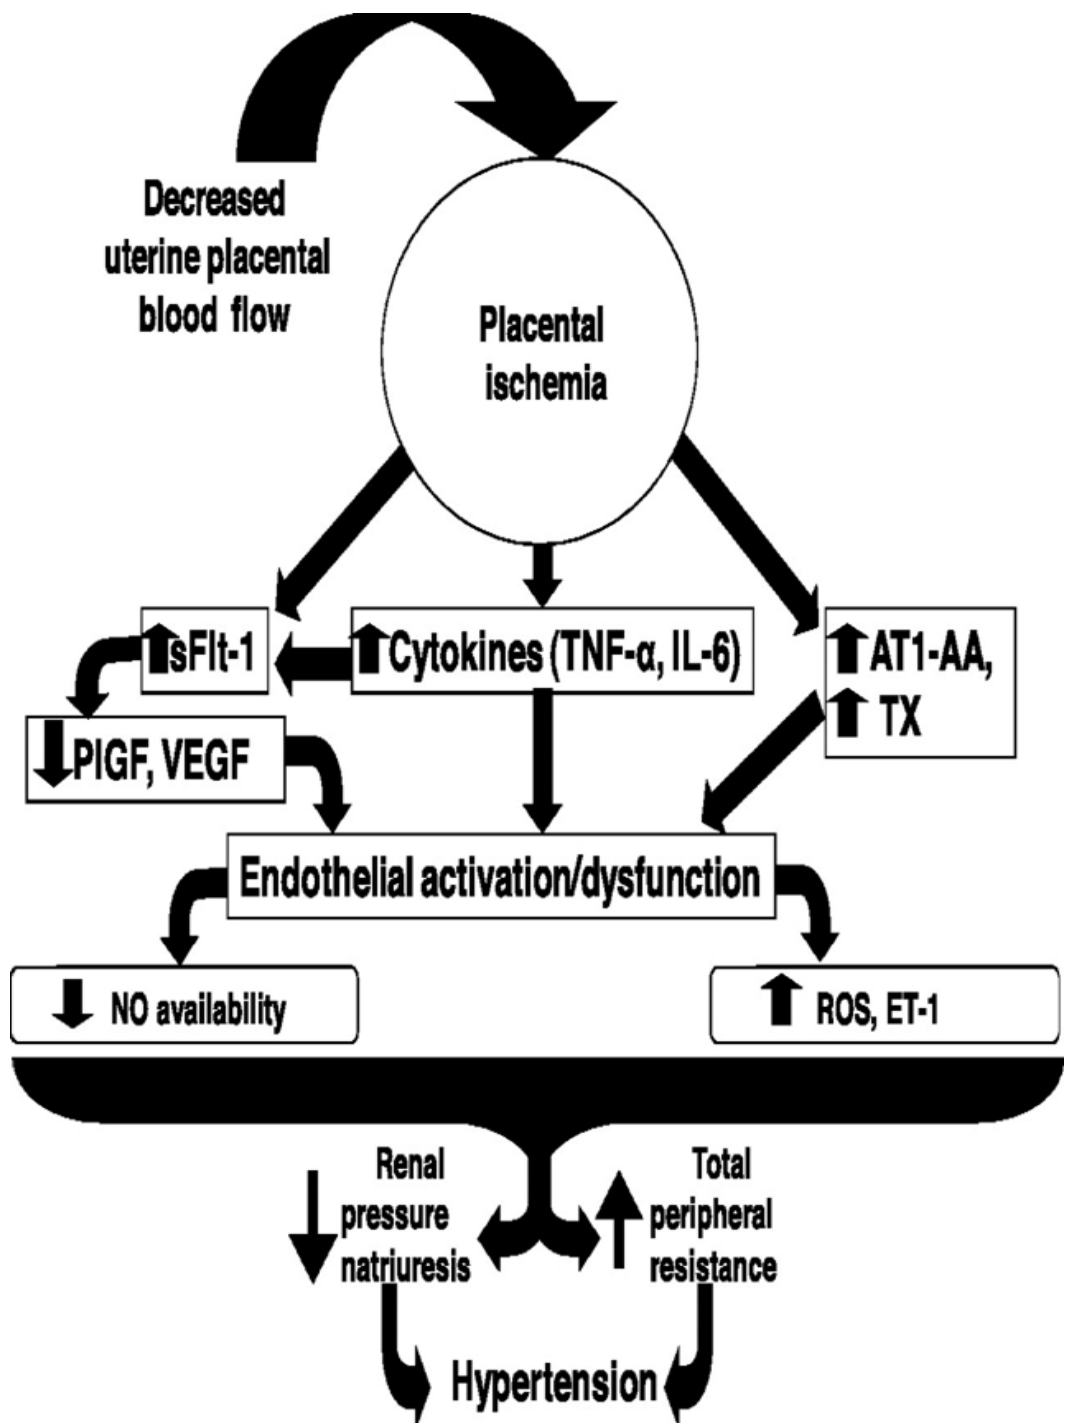 Decreased
uterine placental
blood flow
Placental
ischemia
sFlt-1
Cytokines (TNF-α, IL-6)
AT1-AA,
TX
PIGF, VEGF
Endothelial activation/dysfunction
NO availability
ROS, ET-1
Renal
pressure
natriuresis
Total
peripheral
resistance
Hypertension